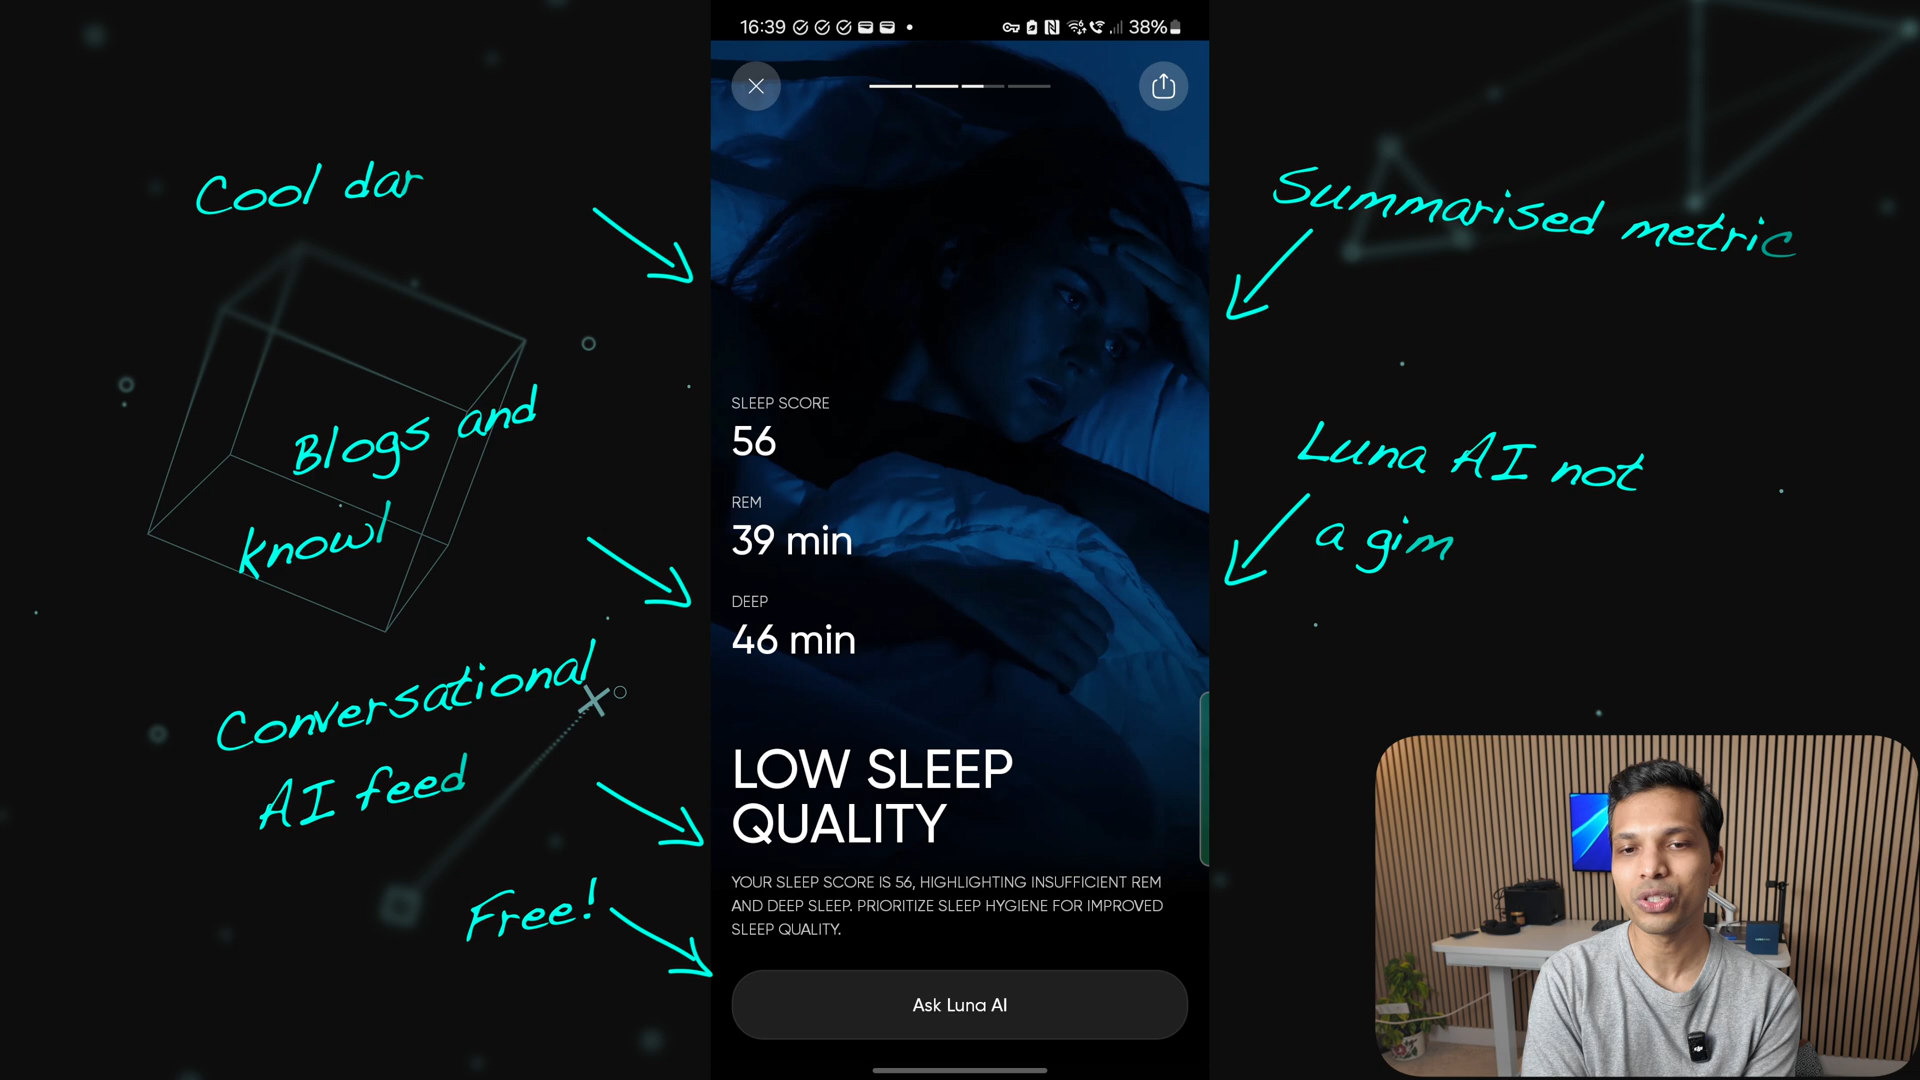 16:39
38%
Cool dar
Summarised metric
SLEEP SCORE
56
Blogs and
knowl
Luna AI not
a gim
REM
39 min
DEEP
46 min
Conversational
AI feed
LOW SLEEP
QUALITY
Free!
YOUR SLEEP SCORE IS 56, HIGHLIGHTING INSUFFICIENT REM
AND DEEP SLEEP. PRIORITIZE SLEEP HYGIENE FOR IMPROVED
SLEEP QUALITY.
Ask Luna AI